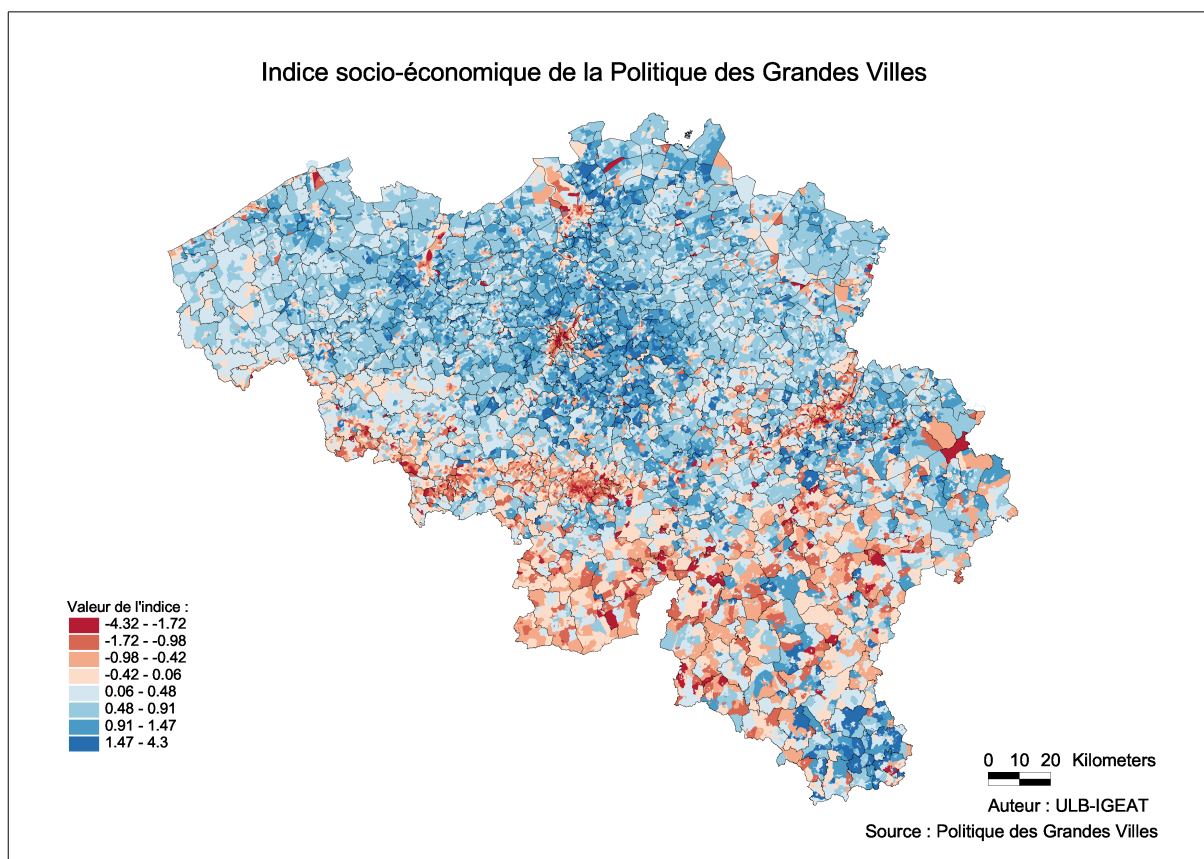 Indice socio-économique de la Politique des Grandes Villes
Valeur de l'indice :
-4.32 - -1.72
-1.72 - -0.98
-0.98 - -0.42
-0.42 - 0.06
0.06 - 0.48
0.48 - 0.91
0.91 - 1.47
1.47 - 4.3
0 10 20 Kilometers
Auteur : ULB-IGEAT
Source : Politique des Grandes Villes